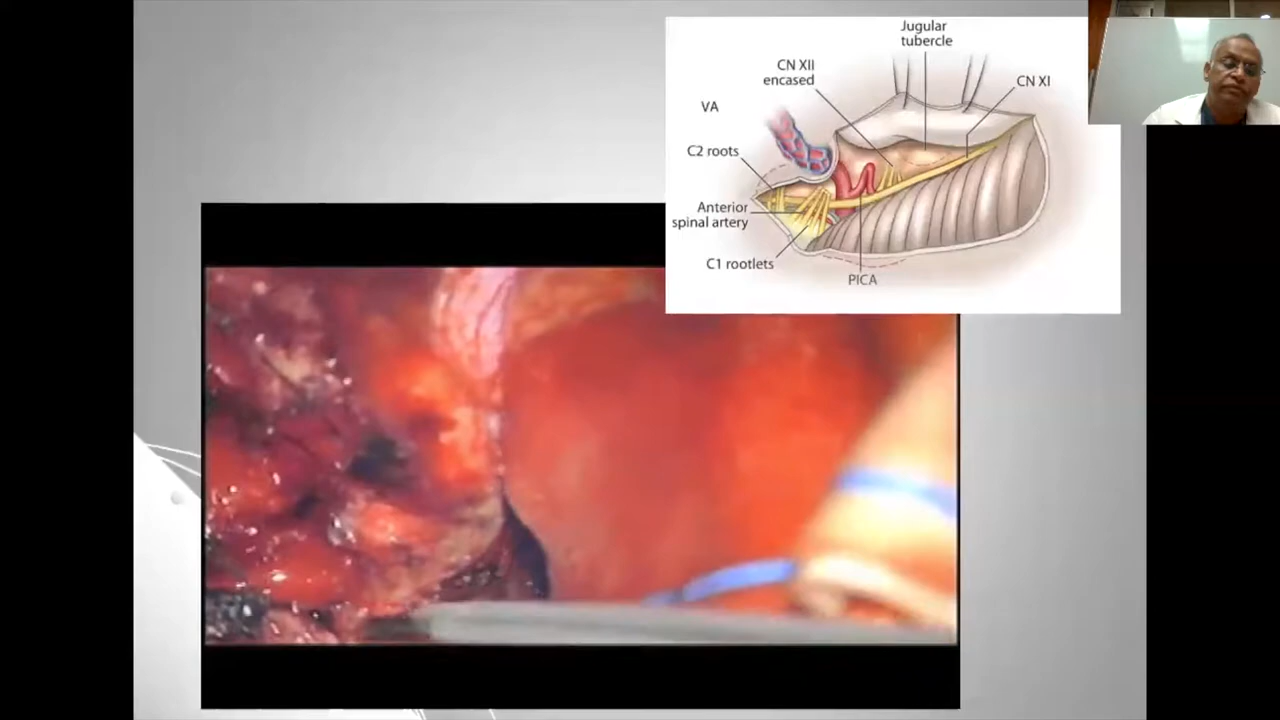 Jugular
tubercle
CN XII
encased
CN XI
VA
C2 roots
Anterior
spinal artery
C1 rootlets
PICA